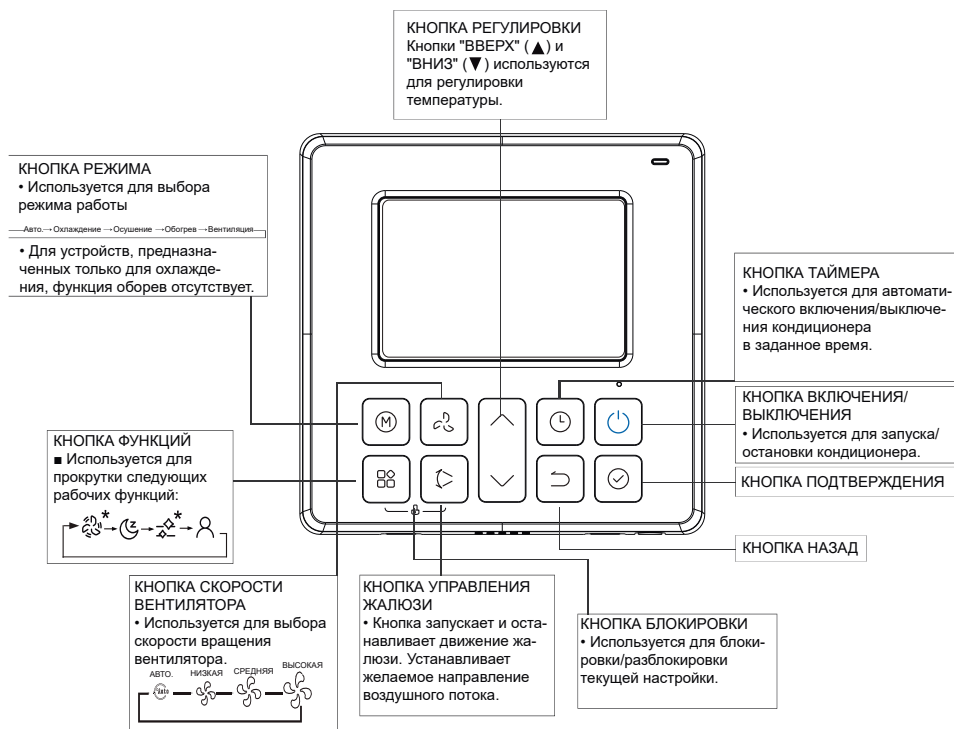 КНОПКА РЕГУЛИРОВКИ
Кнопки "ВВЕРХ" (▲) и
"ВНИЗ" (▼) используются
для регулировки
температуры.
КНОПКА РЕЖИМА
• Используется для выбора
режима работы
Авто.→Охлаждение →Осушение →Обогрев →Вентиляция
• Для устройств, предназна-
ченных только для охлажде-
ния, функция оборев отсутствует.
КНОПКА ТАЙМЕРА
• Используется для автомати-
ческого включения/выключе-
ния кондиционера
в заданное время.
M
КНОПКА ВКЛЮЧЕНИЯ/
ВЫКЛЮЧЕНИЯ
• Используется для запуска/
остановки кондиционера.
КНОПКА ФУНКЦИЙ
■ Используется для
прокрутки следующих
рабочих функций:
КНОПКА ПОДТВЕРЖДЕНИЯ
КНОПКА НАЗАД
КНОПКА СКОРОСТИ
ВЕНТИЛЯТОРА
• Используется для выбора
скорости вращения
вентилятора.
АВТО. НИЗКАЯ СРЕДНЯЯ ВЫСОКАЯ
Auto
КНОПКА УПРАВЛЕНИЯ
ЖАЛЮЗИ
• Кнопка запускает и оста-
навливает движение жа-
люзи. Устанавливает
желаемое направление
воздушного потока.
КНОПКА БЛОКИРОВКИ
• Используется для блоки-
ровки/разблокировки
текущей настройки.